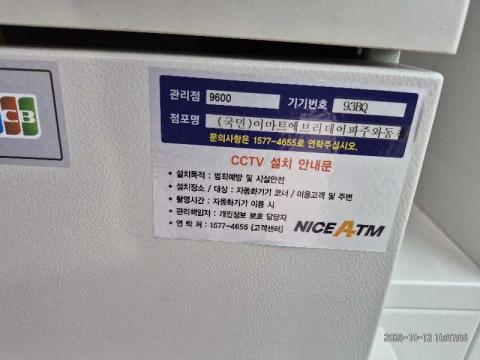 CB
관리점 9600 기기번호 93BQ
점포명 (국민)이마트에브리데이파주와동
문의사항은 1577-4655로 연락주십시오.
CCTV 설치 안내문
• 설치목적 : 범죄예방 및 시설안전
• 설치장소 / 대상 : 자동화기기 코너 / 이용고객 및 주변
• 촬영시간 : 자동화기기 이용 시
• 관리책임자 : 개인정보 보호 담당자
• 연 락 처 : 1577-4655 (고객센터)
NICE ATM